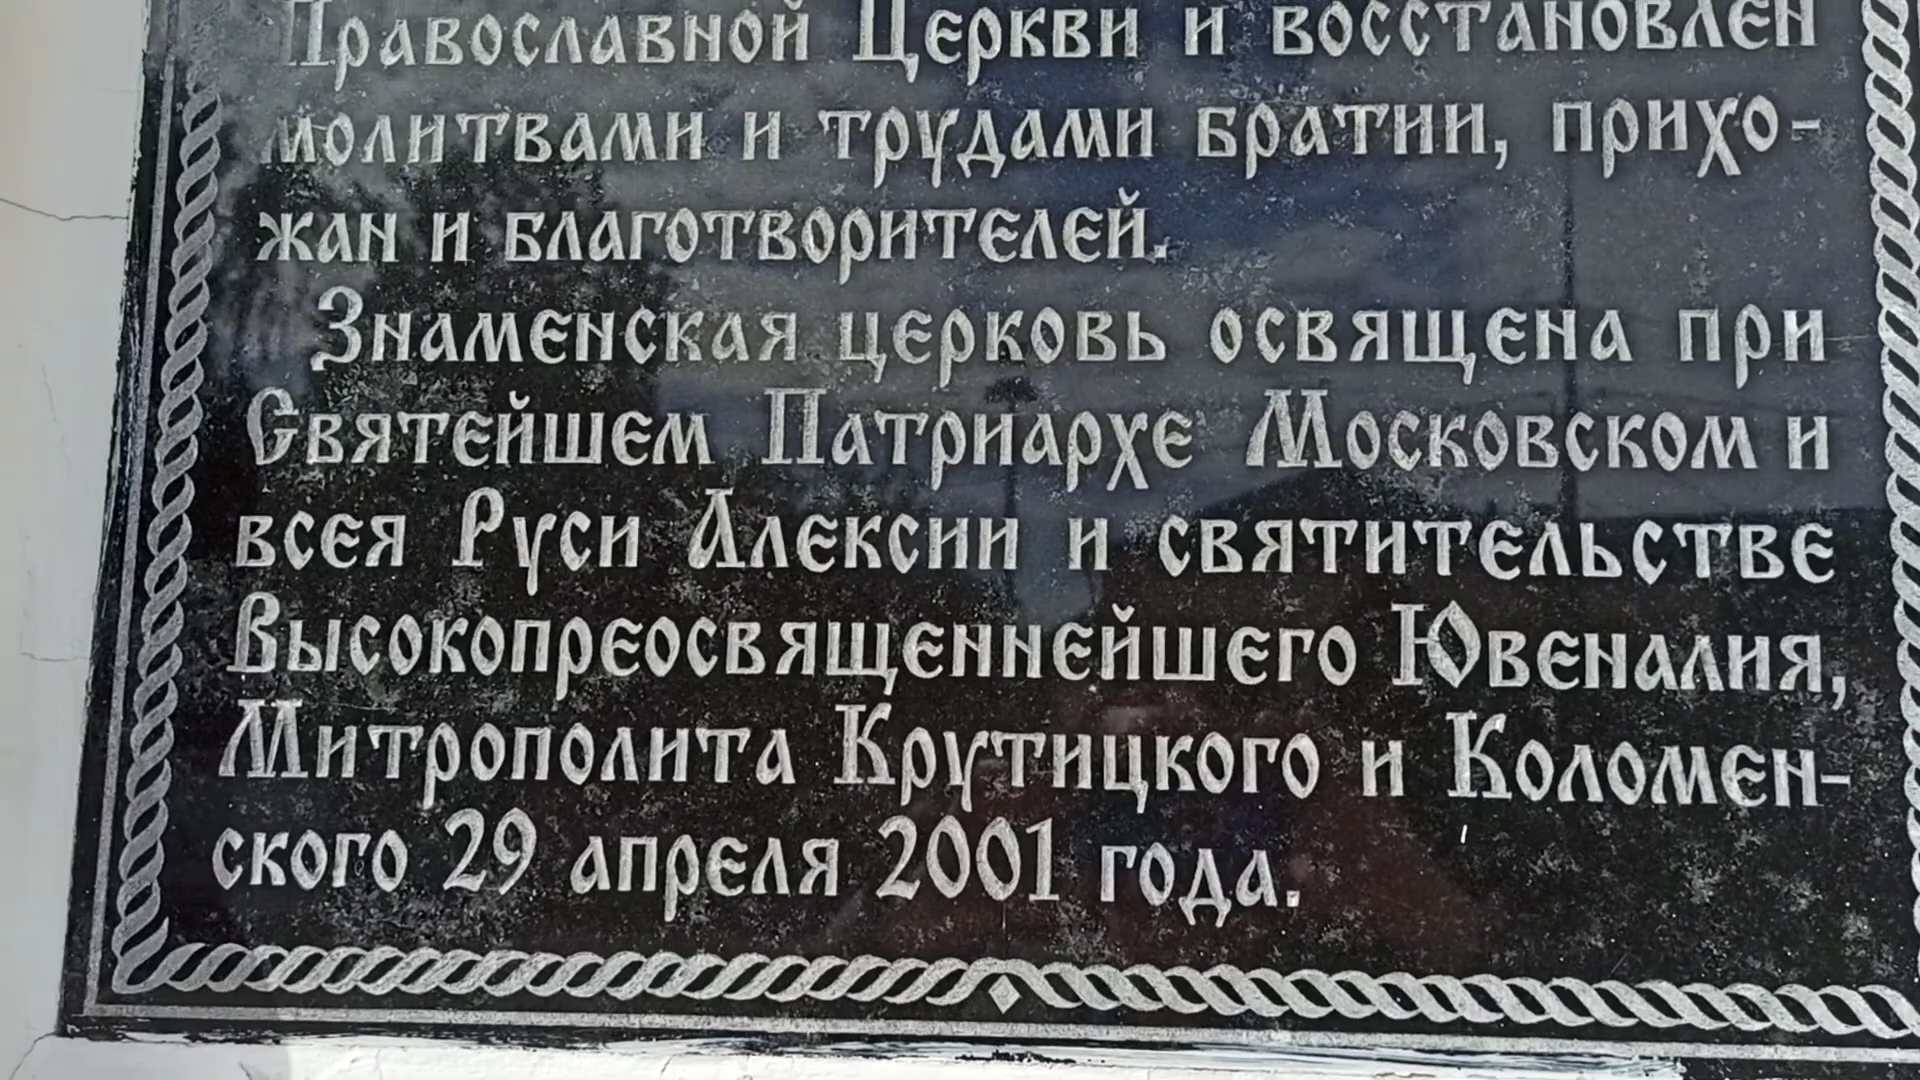 Православной Церкви и восстановлен
молитвами и трудами братии, прихо-
жан и благотворителей.
Знаменская церковь освящена при
Святейшем Патриархе Московском и
всея Руси Алексии и святительстве
Высокопреосвященнейшего Ювеналия,
Митрополита Крутицкого и Коломен-
ского 29 апреля 2001 года.